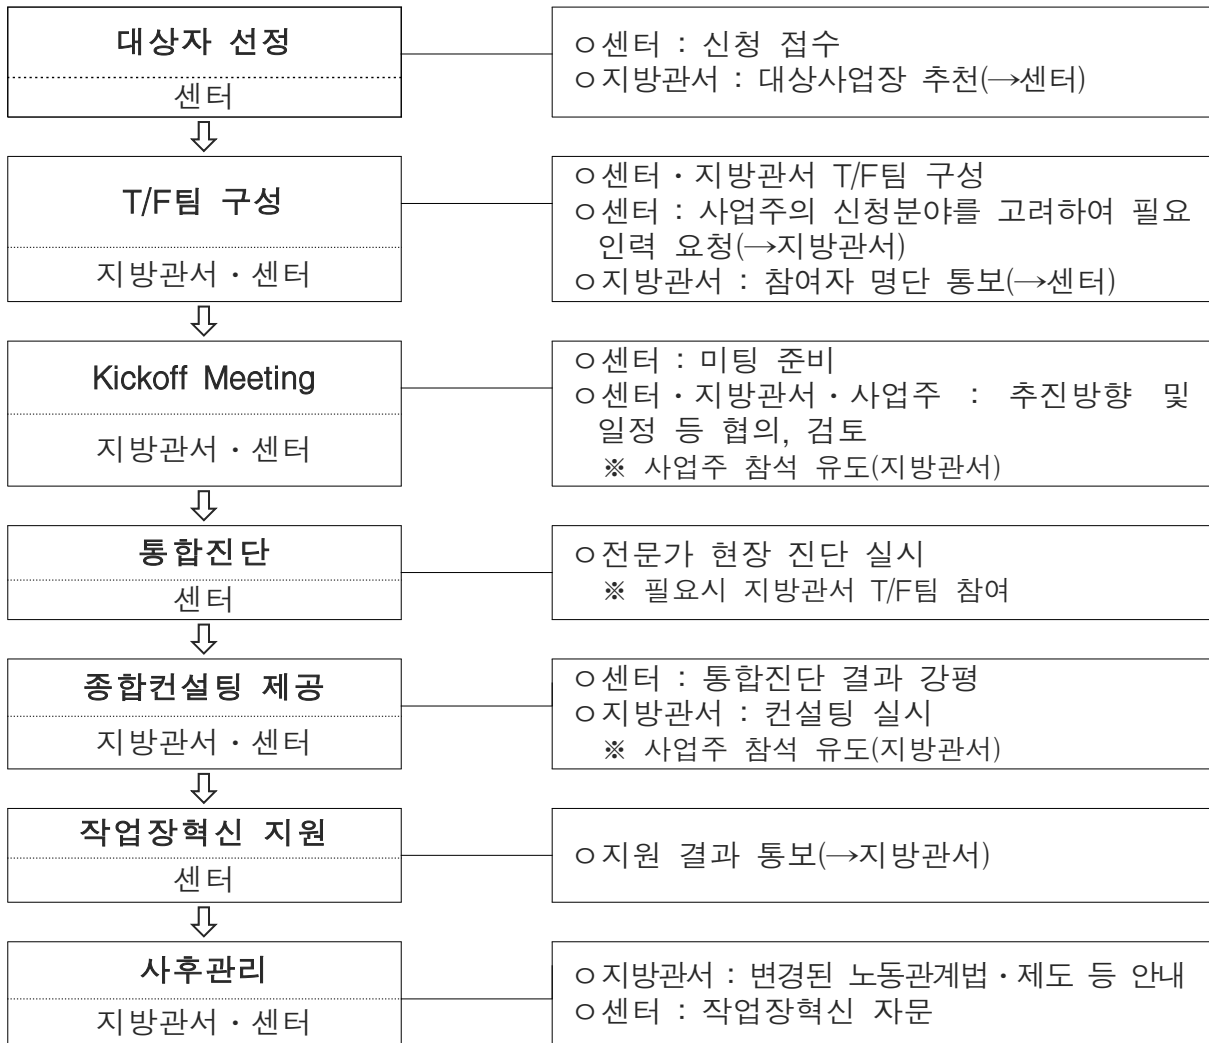 대상자 선정
센터
ㅇ센터 : 신청 접수
ㅇ지방관서 : 대상사업장 추천(→센터)
T/F팀 구성
지방관서・센터
ㅇ센터・지방관서 T/F팀 구성
ㅇ센터 : 사업주의 신청분야를 고려하여 필요
인력 요청(→지방관서)
ㅇ지방관서 : 참여자 명단 통보(→센터)
Kickoff Meeting
지방관서・센터
ㅇ센터 : 미팅 준비
ㅇ센터・지방관서・사업주 : 추진방향 및
일정 등 협의, 검토
※ 사업주 참석 유도(지방관서)
통합진단
센터
ㅇ전문가 현장 진단 실시
※ 필요시 지방관서 T/F팀 참여
종합컨설팅 제공
지방관서・센터
ㅇ센터 : 통합진단 결과 강평
ㅇ지방관서 : 컨설팅 실시
※ 사업주 참석 유도(지방관서)
작업장혁신 지원
센터
ㅇ지원 결과 통보(→지방관서)
사후관리
지방관서・센터
ㅇ지방관서 : 변경된 노동관계법・제도 등 안내
ㅇ센터 : 작업장혁신 자문